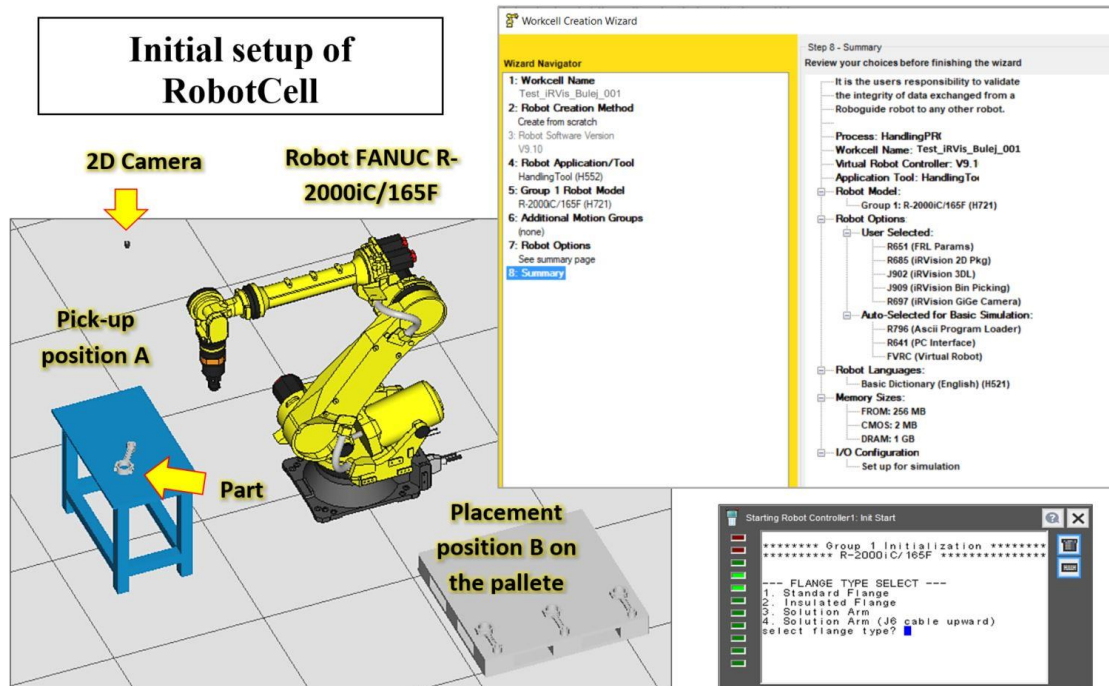 Initial setup of
RobotCell
2D Camera
Robot FANUC R-
2000iC/165F
Pick-up
position A
Part
Placement
position B on
the pallete
Workcell Creation Wizard
Wizard Navigator
1: Workcell Name
Test_iRVis_Bulej_001
2: Robot Creation Method
Create from scratch
3: Robot Software Version
V9.10
4: Robot Application/Tool
HandlingTool (H552)
5: Group 1 Robot Model
R-2000iC/165F (H721)
6: Additional Motion Groups
(none)
7: Robot Options
See summary page
8: Summary
Step 8 - Summary
Review your choices before finishing the wizard
It is the users responsibility to validate
the integrity of data exchanged from a
Roboguide robot to any other robot.
Process: HandlingPR(
Workcell Name: Test_iRVis_Bulej_001
Virtual Robot Controller: V9.1
Application Tool: HandlingToo
Robot Model:
Group 1: R-2000iC/165F (H721)
Robot Options:
User Selected:
R651 (FRL Params)
R685 (iRVision 2D Pkg)
J902 (iRVision 3DL)
J909 (iRVision Bin Picking)
R697 (iRVision GiGe Camera)
Auto-Selected for Basic Simulation:
R796 (Ascii Program Loader)
R641 (PC Interface)
FVRC (Virtual Robot)
Robot Languages:
Basic Dictionary (English) (H521)
Memory Sizes:
FROM: 256 MB
CMOS: 2 MB
DRAM: 1 GB
I/O Configuration
Set up for simulation
Starting Robot Controller1: Init Start
******** Group 1 Initialization ********
********** R-2000iC/165F ***************
--- FLANGE TYPE SELECT ---
1. Standard Flange
2. Insulated Flange
3. Solution Arm
4. Solution Arm (J6 cable upward)
select flange type?